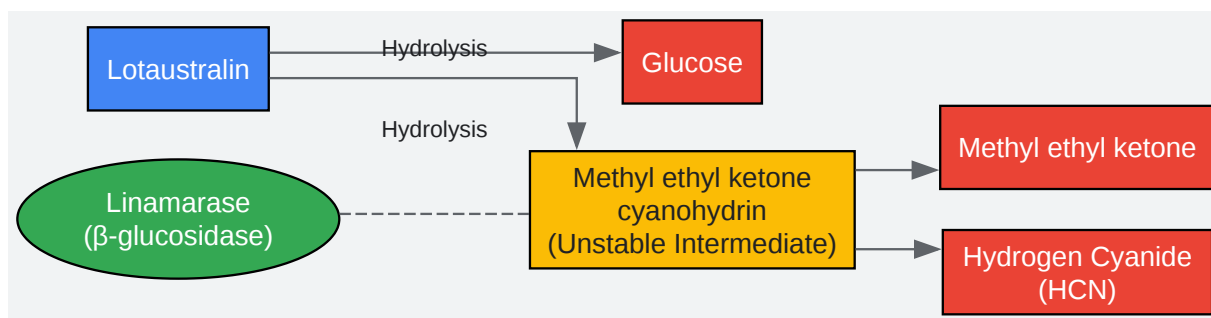 Lotaustralin
Hydrolysis
Glucose
Hydrolysis
Methyl ethyl ketone
Linamarase
(β-glucosidase)
Methyl ethyl ketone
cyanohydrin
(Unstable Intermediate)
Hydrogen Cyanide
(HCN)